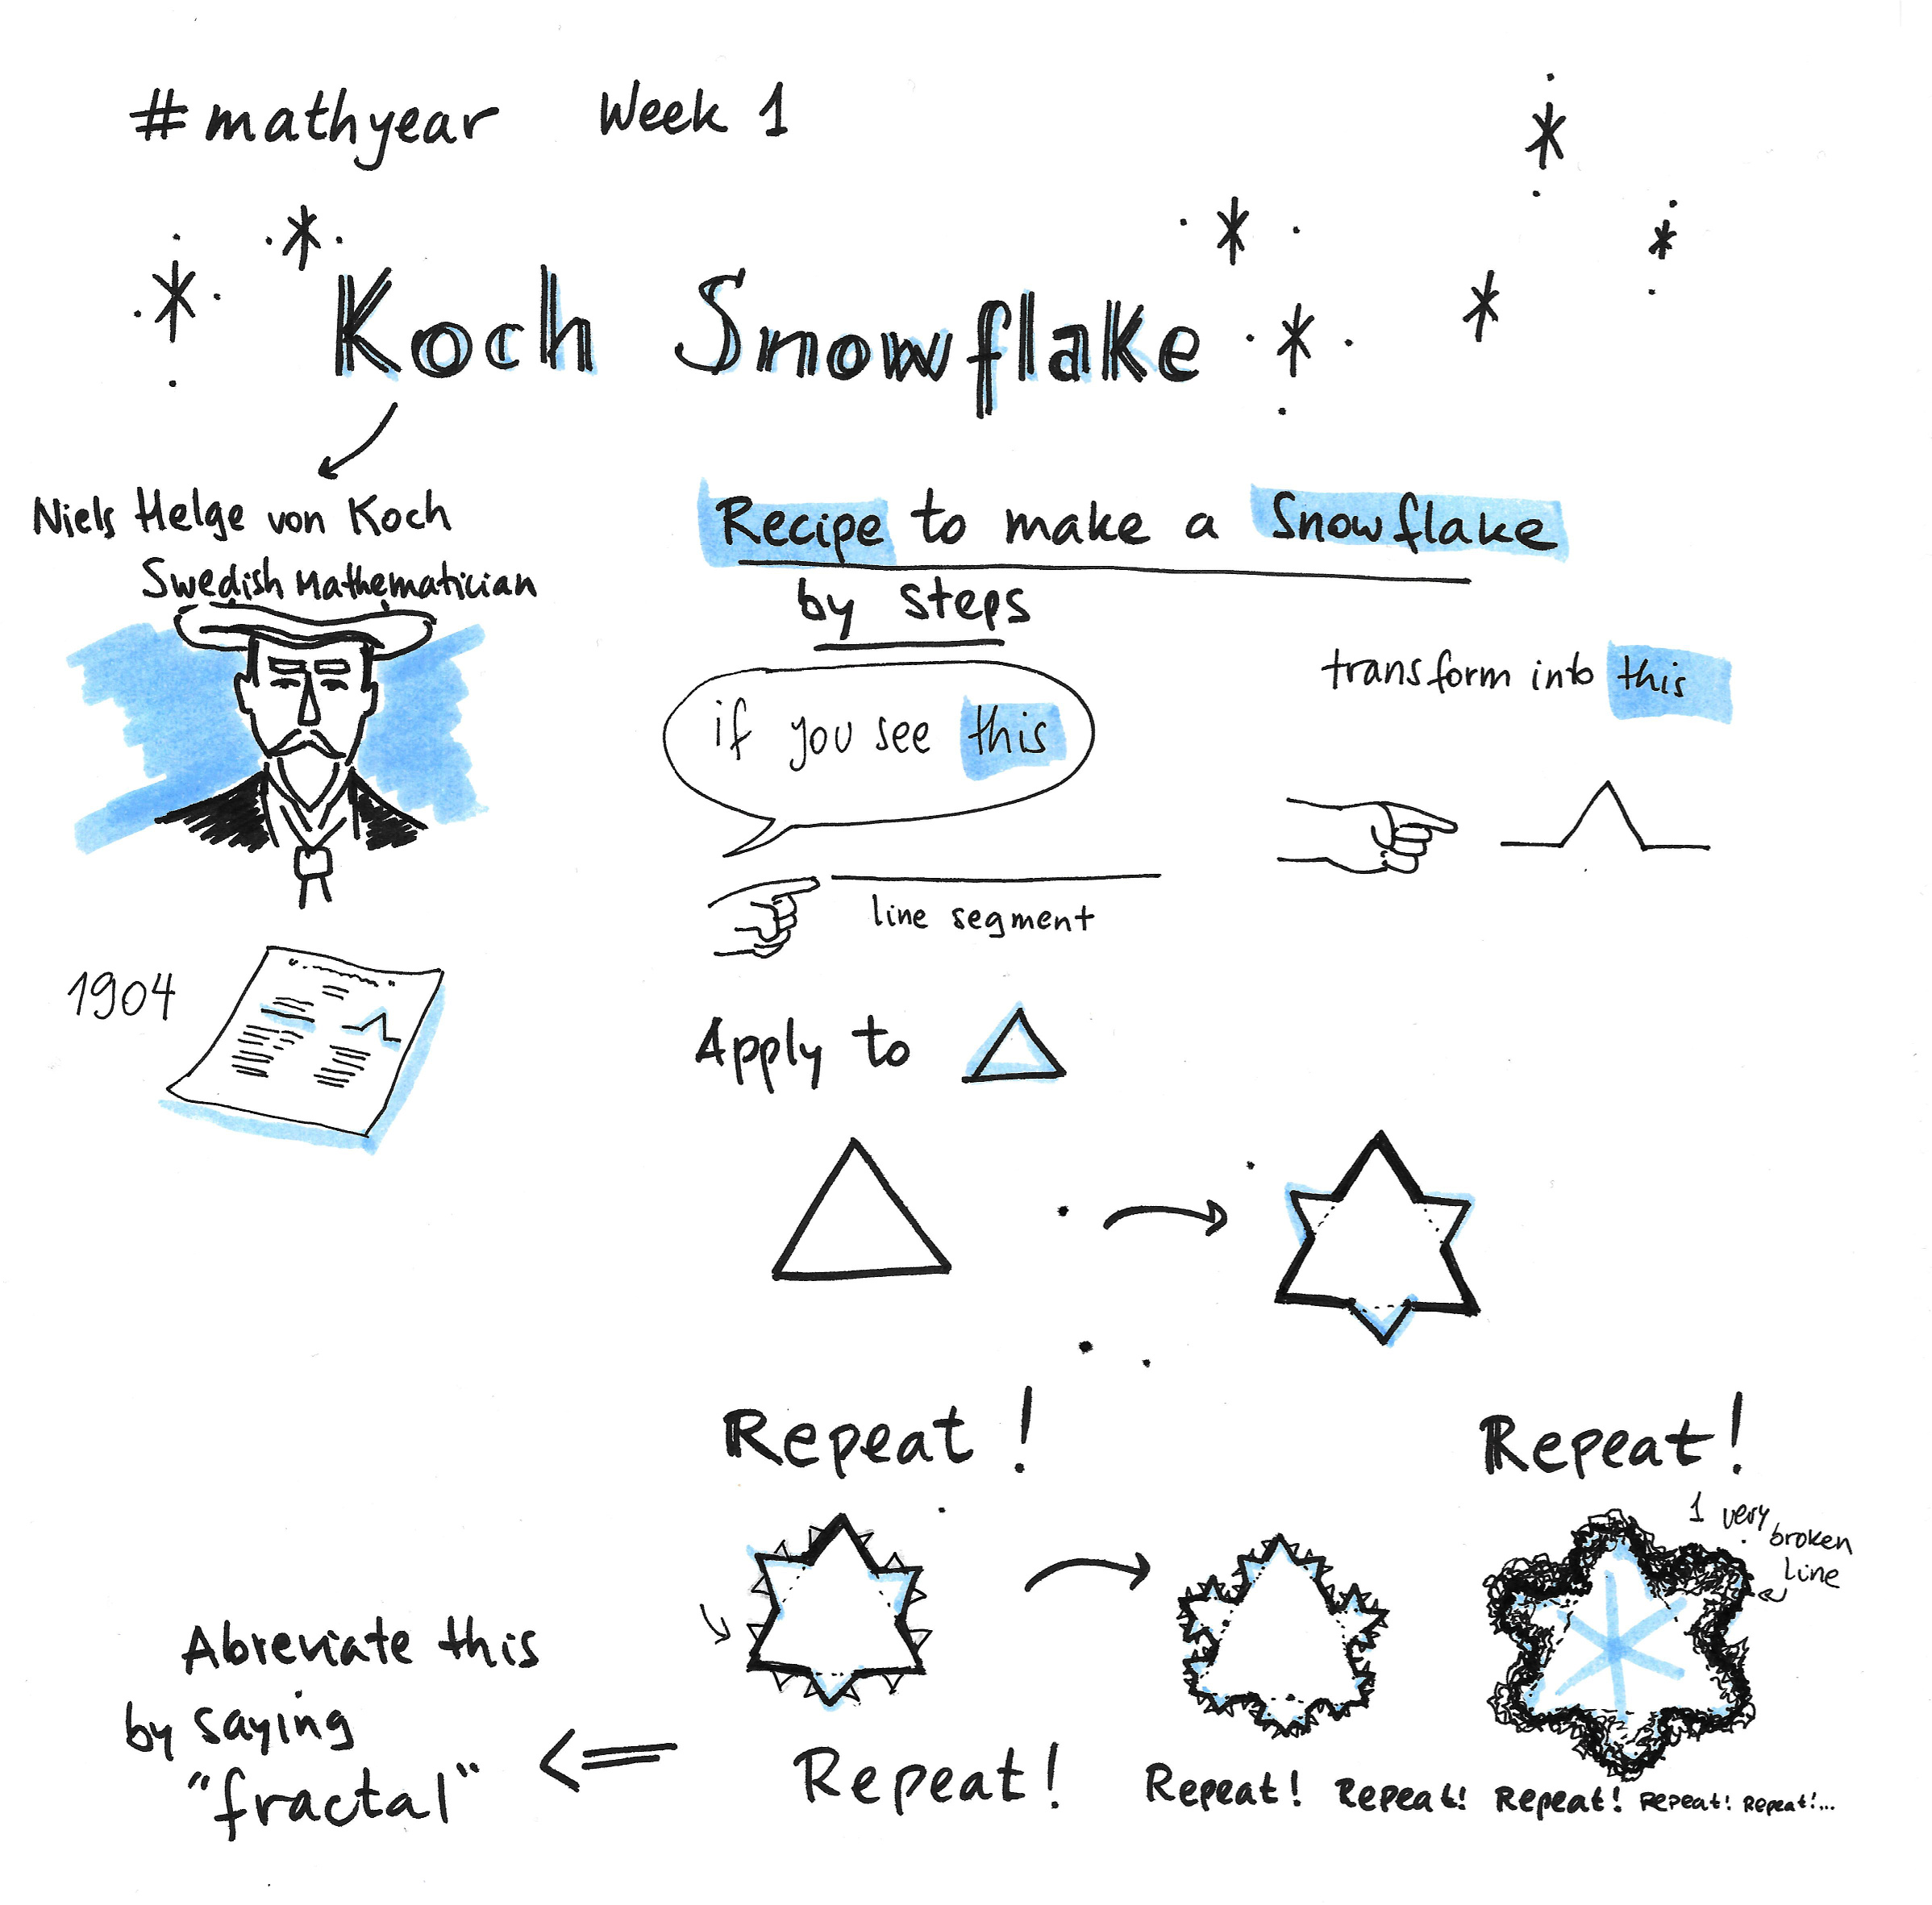 #mathyear Week 1
Koch Snowflake
Niels Helge von Koch
Swedish Mathematician
1904
Recipe to make a Snowflake
by steps
if you see this
transform into this
line segment
Apply to
Repeat!
Repeat!
1 very
broken
line
Repeat!
Repeat! Repeat! Repeat! Repeat! Repeat!...
Abreviate this
by saying
"fractal"